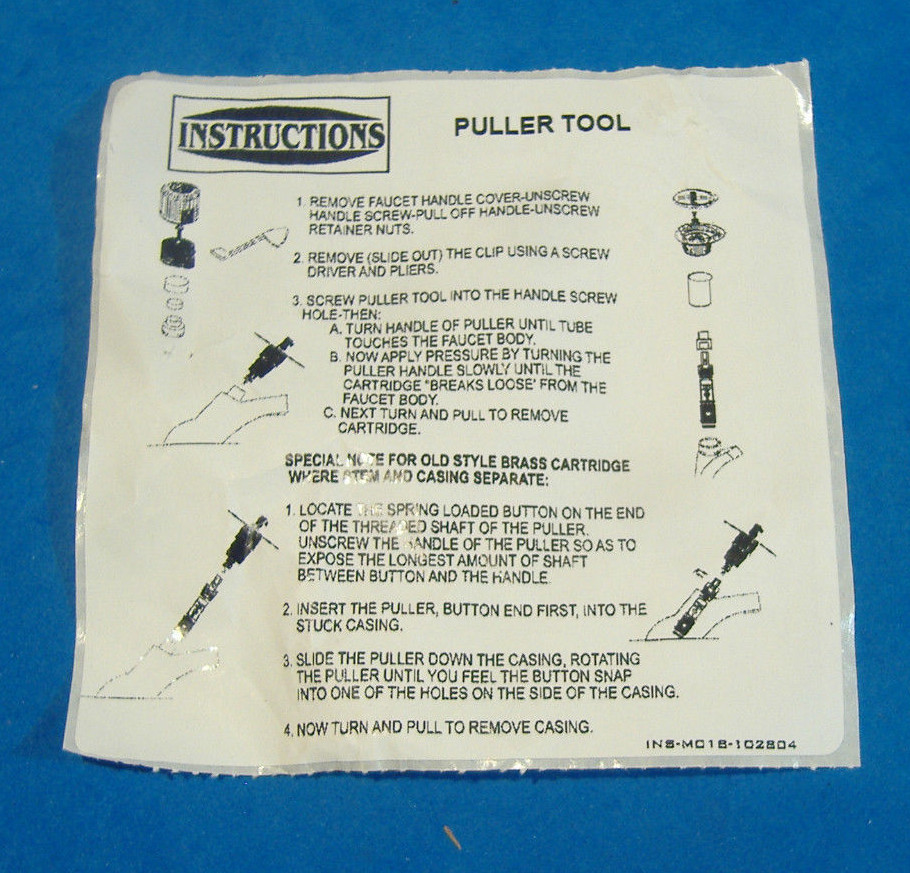 INSTRUCTIONS
PULLER TOOL
1. REMOVE FAUCET HANDLE COVER-UNSCREW
HANDLE SCREW-PULL OFF HANDLE-UNSCREW
RETAINER NUTS.
2. REMOVE (SLIDE OUT) THE CLIP USING A SCREW
DRIVER AND PLIERS.
3. SCREW PULLER TOOL INTO THE HANDLE SCREW
HOLE-THEN:
A. TURN HANDLE OF PULLER UNTIL TUBE
TOUCHES THE FAUCET BODY.
B. NOW APPLY PRESSURE BY TURNING THE
PULLER HANDLE SLOWLY UNTIL THE
CARTRIDGE "BREAKS LOOSE' FROM THE
FAUCET BODY.
C. NEXT TURN AND PULL TO REMOVE
CARTRIDGE.
SPECIAL NOTE FOR OLD STYLE BRASS CARTRIDGE
WHERE STEM AND CASING SEPARATE:
1. LOCATE THE SPRING LOADED BUTTON ON THE END
OF THE THREADED SHAFT OF THE PULLER.
UNSCREW THE HANDLE OF THE PULLER SO AS TO
EXPOSE THE LONGEST AMOUNT OF SHAFT
BETWEEN BUTTON AND THE HANDLE.
2. INSERT THE PULLER, BUTTON END FIRST, INTO THE
STUCK CASING.
3. SLIDE THE PULLER DOWN THE CASING, ROTATING
THE PULLER UNTIL YOU FEEL THE BUTTON SNAP
INTO ONE OF THE HOLES ON THE SIDE OF THE CASING.
4. NOW TURN AND PULL TO REMOVE CASING.
INS-MO18-102804